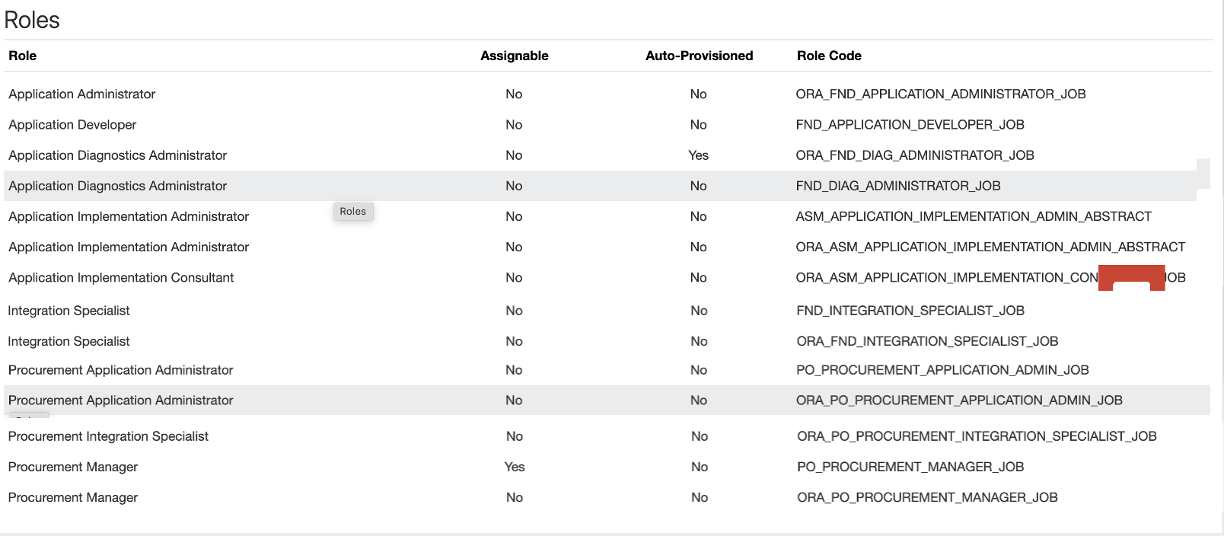 Roles
Role Assignable Auto-Provisioned Role Code
Application Administrator No No ORA_FND_APPLICATION_ADMINISTRATOR_JOB
Application Developer No No FND_APPLICATION_DEVELOPER_JOB
Application Diagnostics Administrator No Yes ORA_FND_DIAG_ADMINISTRATOR_JOB
Application Diagnostics Administrator No No FND_DIAG_ADMINISTRATOR_JOB
Roles
Application Implementation Administrator No No ASM_APPLICATION_IMPLEMENTATION_ADMIN_ABSTRACT
Application Implementation Administrator No No ORA_ASM_APPLICATION_IMPLEMENTATION_ADMIN_ABSTRACT
Application Implementation Consultant No No ORA_ASM_APPLICATION_IMPLEMENTATION_CON
Integration Specialist No No FND_INTEGRATION_SPECIALIST_JOB
Integration Specialist No No ORA_FND_INTEGRATION_SPECIALIST_JOB
Procurement Application Administrator No No PO_PROCUREMENT_APPLICATION_ADMIN_JOB
Procurement Application Administrator No No ORA_PO_PROCUREMENT_APPLICATION_ADMIN_JOB
Procurement Integration Specialist No No ORA_PO_PROCUREMENT_INTEGRATION_SPECIALIST_JOB
Procurement Manager Yes No PO_PROCUREMENT_MANAGER_JOB
Procurement Manager No No ORA_PO_PROCUREMENT_MANAGER_JOB